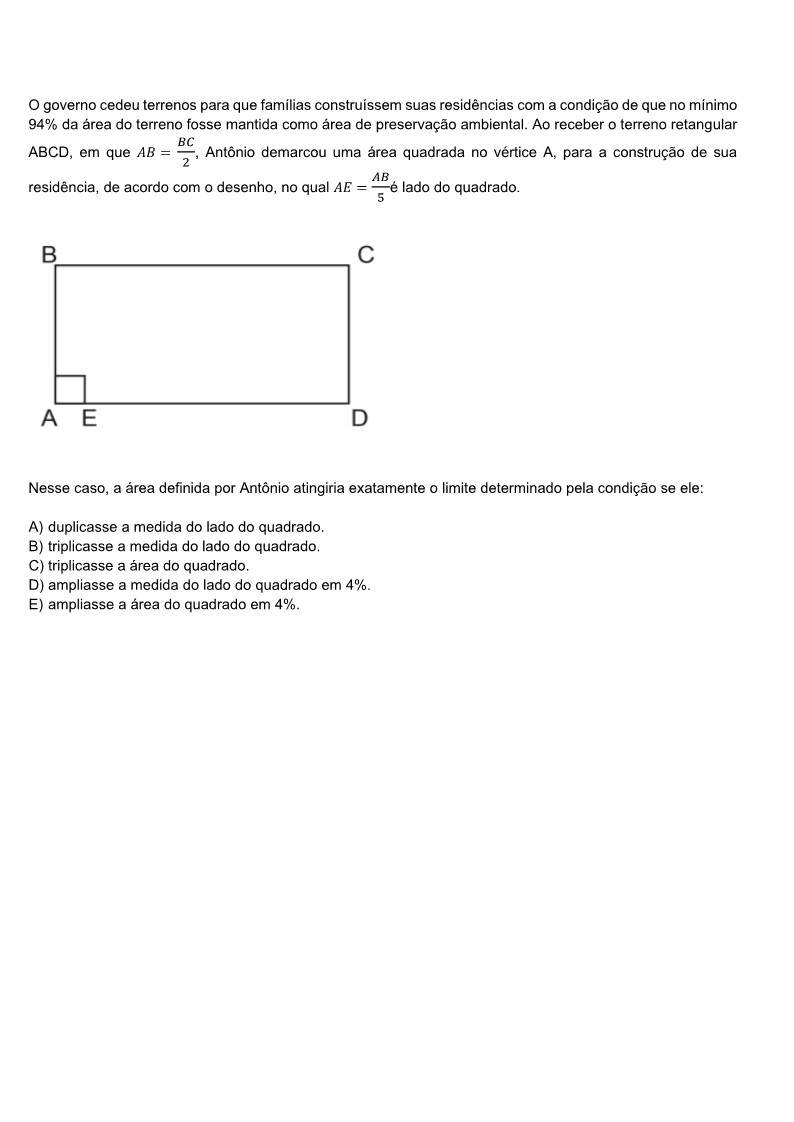 O governo cedeu terrenos para que famílias construíssem suas residências com a condição de que no mínimo
94% da área do terreno fosse mantida como área de preservação ambiental. Ao receber o terreno retangular
ABCD, em que AB = BC/2, Antônio demarcou uma área quadrada no vértice A, para a construção de sua
residência, de acordo com o desenho, no qual AE = AB/5 é lado do quadrado.
B C
A E D
Nesse caso, a área definida por Antônio atingiria exatamente o limite determinado pela condição se ele:
A) duplicasse a medida do lado do quadrado.
B) triplicasse a medida do lado do quadrado.
C) triplicasse a área do quadrado.
D) ampliasse a medida do lado do quadrado em 4%.
E) ampliasse a área do quadrado em 4%.